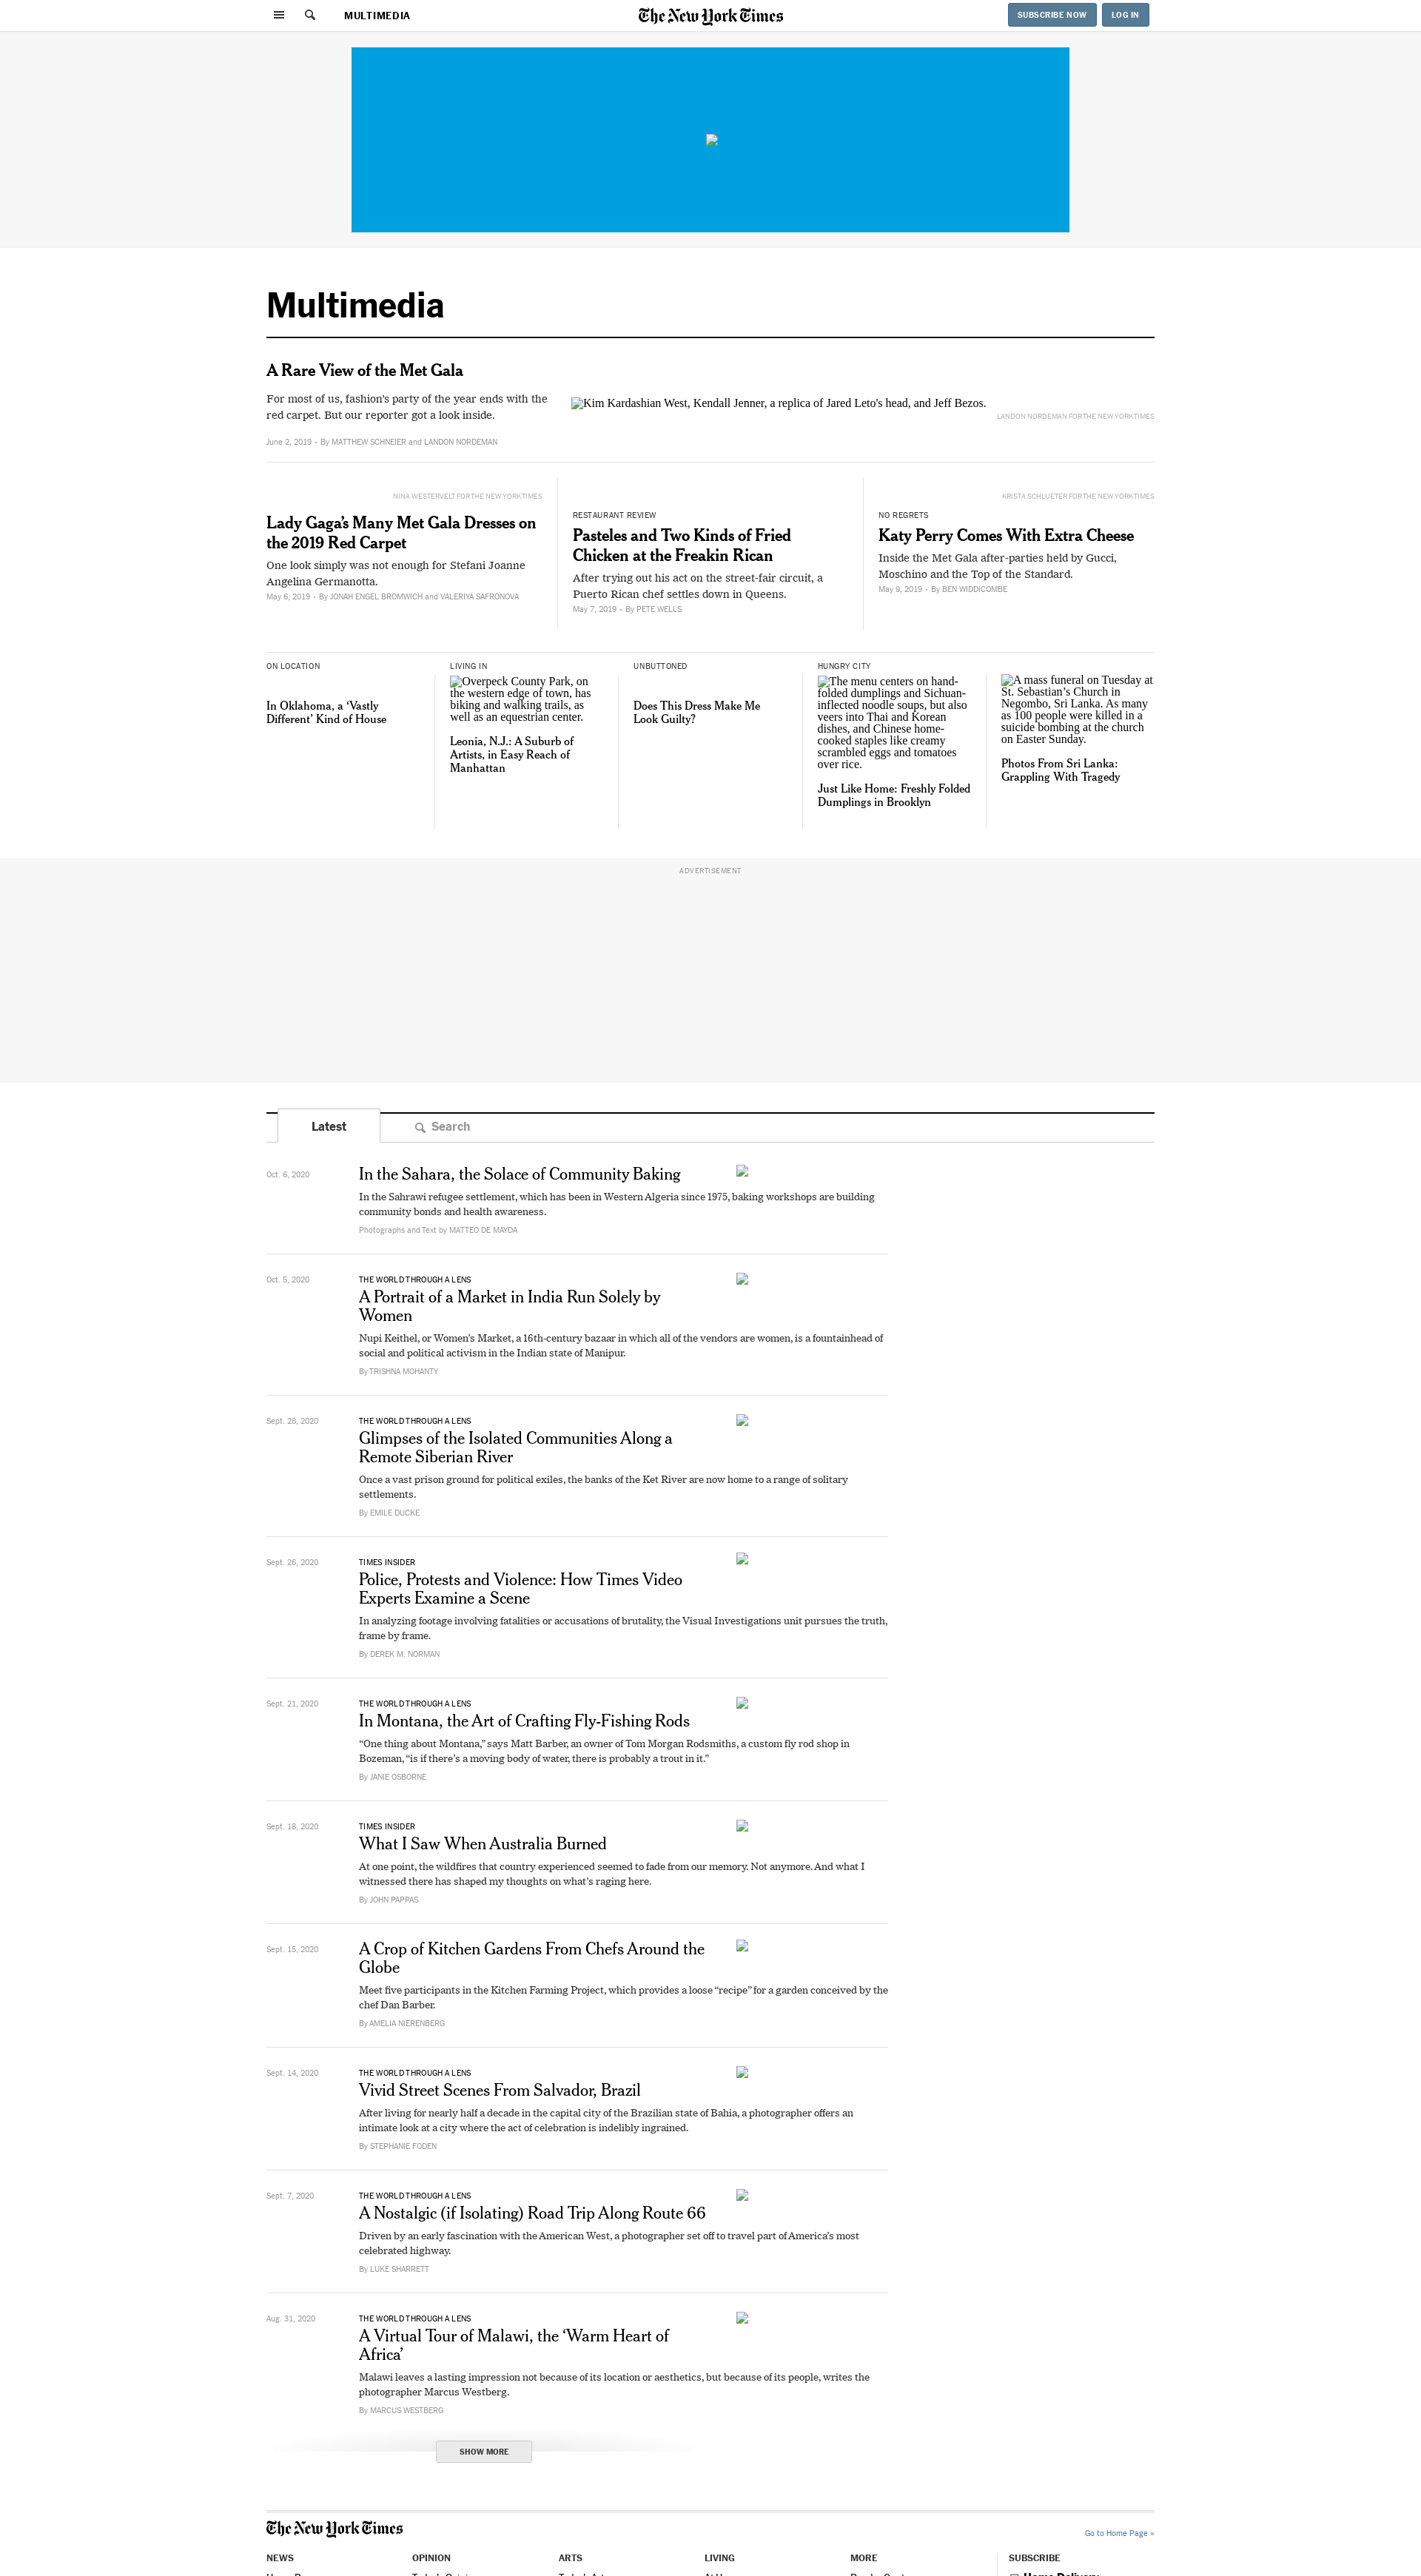 MULTIMEDIA
The New York Times
SUBSCRIBE NOW
LOG IN
Multimedia
A Rare View of the Met Gala
For most of us, fashion's party of the year ends with the
red carpet. But our reporter got a look inside.
June 2, 2019 - By MATTHEW SCHNEIER and LANDON NORDEMAN
Kim Kardashian West, Kendall Jenner, a replica of Jared Leto's head, and Jeff Bezos.
LANDON NORDEMAN FOR THE NEW YORK TIMES
NINA WESTERVELT FOR THE NEW YORK TIMES
Lady Gaga’s Many Met Gala Dresses on
the 2019 Red Carpet
One look simply was not enough for Stefani Joanne
Angelina Germanotta.
May 6, 2019 - By JONAH ENGEL BROMWICH and VALERIYA SAFRONOVA
RESTAURANT REVIEW
Pasteles and Two Kinds of Fried
Chicken at the Freakin Rican
After trying out his act on the street-fair circuit, a
Puerto Rican chef settles down in Queens.
May 7, 2019 - By PETE WELLS
KRISTA SCHLUETER FOR THE NEW YORK TIMES
NO REGRETS
Katy Perry Comes With Extra Cheese
Inside the Met Gala after-parties held by Gucci,
Moschino and the Top of the Standard.
May 9, 2019 - By BEN WIDDICOMBE
ON LOCATION
In Oklahoma, a ‘Vastly
Different’ Kind of House
LIVING IN
Overpeck County Park, on
the western edge of town, has
biking and walking trails, as
well as an equestrian center.
Leonia, N.J.: A Suburb of
Artists, in Easy Reach of
Manhattan
UNBUTTONED
Does This Dress Make Me
Look Guilty?
HUNGRY CITY
The menu centers on hand-
folded dumplings and Sichuan-
inflected noodle soups, but also
veers into Thai and Korean
dishes, and Chinese home-
cooked staples like creamy
scrambled eggs and tomatoes
over rice.
Just Like Home: Freshly Folded
Dumplings in Brooklyn
A mass funeral on Tuesday at
St. Sebastian’s Church in
Negombo, Sri Lanka. As many
as 100 people were killed in a
suicide bombing at the church
on Easter Sunday.
Photos From Sri Lanka:
Grappling With Tragedy
ADVERTISEMENT
Latest
Search
Oct. 6, 2020
In the Sahara, the Solace of Community Baking
In the Sahrawi refugee settlement, which has been in Western Algeria since 1975, baking workshops are building
community bonds and health awareness.
Photographs and Text by MATTEO DE MAYDA
Oct. 5, 2020
THE WORLD THROUGH A LENS
A Portrait of a Market in India Run Solely by
Women
Nupi Keithel, or Women’s Market, a 16th-century bazaar in which all of the vendors are women, is a fountainhead of
social and political activism in the Indian state of Manipur.
By TRISHNA MOHANTY
Sept. 28, 2020
THE WORLD THROUGH A LENS
Glimpses of the Isolated Communities Along a
Remote Siberian River
Once a vast prison ground for political exiles, the banks of the Ket River are now home to a range of solitary
settlements.
By EMILE DUCKE
Sept. 26, 2020
TIMES INSIDER
Police, Protests and Violence: How Times Video
Experts Examine a Scene
In analyzing footage involving fatalities or accusations of brutality, the Visual Investigations unit pursues the truth,
frame by frame.
By DEREK M. NORMAN
Sept. 21, 2020
THE WORLD THROUGH A LENS
In Montana, the Art of Crafting Fly-Fishing Rods
“One thing about Montana,” says Matt Barber, an owner of Tom Morgan Rodsmiths, a custom fly rod shop in
Bozeman, “is if there’s a moving body of water, there is probably a trout in it.”
By JANIE OSBORNE
Sept. 18, 2020
TIMES INSIDER
What I Saw When Australia Burned
At one point, the wildfires that country experienced seemed to fade from our memory. Not anymore. And what I
witnessed there has shaped my thoughts on what’s raging here.
By JOHN PAPPAS
Sept. 15, 2020
A Crop of Kitchen Gardens From Chefs Around the
Globe
Meet five participants in the Kitchen Farming Project, which provides a loose “recipe” for a garden conceived by the
chef Dan Barber.
By AMELIA NIERENBERG
Sept. 14, 2020
THE WORLD THROUGH A LENS
Vivid Street Scenes From Salvador, Brazil
After living for nearly half a decade in the capital city of the Brazilian state of Bahia, a photographer offers an
intimate look at a city where the act of celebration is indelibly ingrained.
By STEPHANIE FODEN
Sept. 7, 2020
THE WORLD THROUGH A LENS
A Nostalgic (if Isolating) Road Trip Along Route 66
Driven by an early fascination with the American West, a photographer set off to travel part of America’s most
celebrated highway.
By LUKE SHARRETT
Aug. 31, 2020
THE WORLD THROUGH A LENS
A Virtual Tour of Malawi, the ‘Warm Heart of
Africa’
Malawi leaves a lasting impression not because of its location or aesthetics, but because of its people, writes the
photographer Marcus Westberg.
By MARCUS WESTBERG
SHOW MORE
The New York Times
Go to Home Page »
NEWS
OPINION
ARTS
LIVING
MORE
SUBSCRIBE